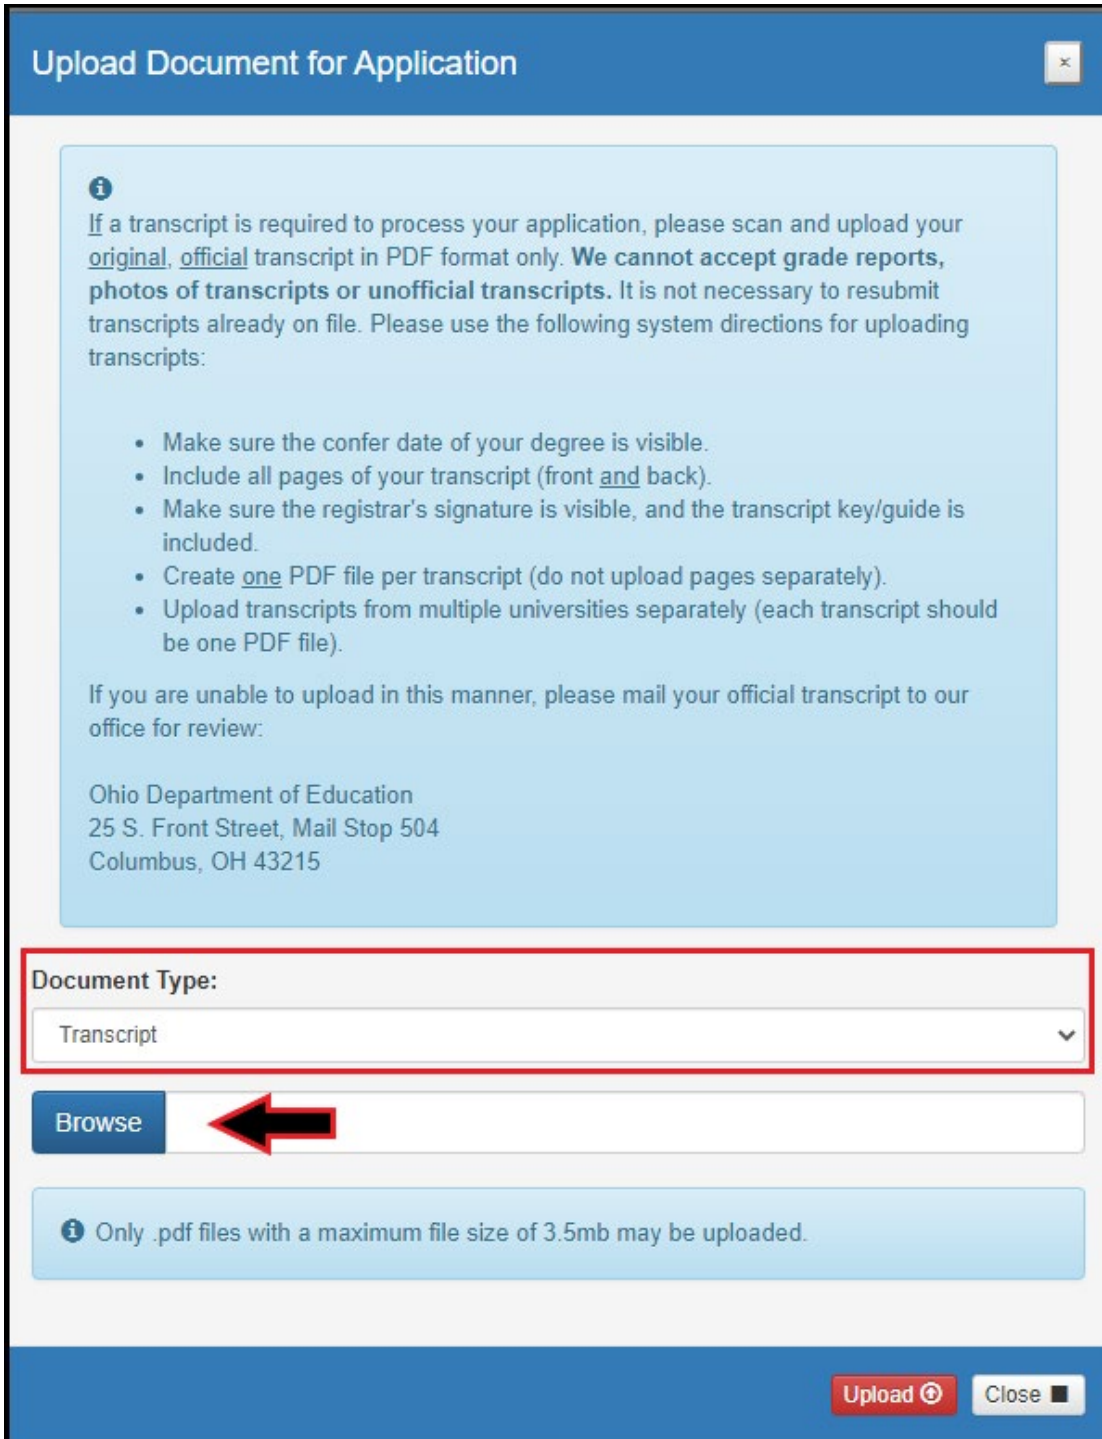 Upload Document for Application
If a transcript is required to process your application, please scan and upload your
original, official transcript in PDF format only. We cannot accept grade reports,
photos of transcripts or unofficial transcripts. It is not necessary to resubmit
transcripts already on file. Please use the following system directions for uploading
transcripts:
• Make sure the confer date of your degree is visible.
• Include all pages of your transcript (front and back).
• Make sure the registrar's signature is visible, and the transcript key/guide is
included.
• Create one PDF file per transcript (do not upload pages separately).
• Upload transcripts from multiple universities separately (each transcript should
be one PDF file).
If you are unable to upload in this manner, please mail your official transcript to our
office for review:
Ohio Department of Education
25 S. Front Street, Mail Stop 504
Columbus, OH 43215
Document Type:
Transcript
Browse
Only .pdf files with a maximum file size of 3.5mb may be uploaded.
Upload
Close